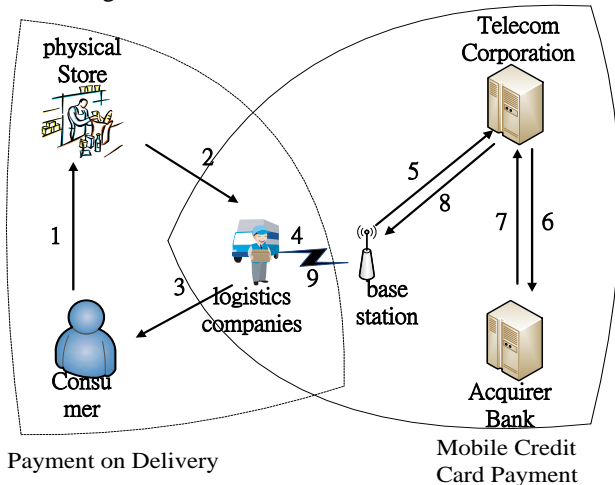 physical
Store
Telecom
Corporation
2
5
8
1
4
7
6
9
3
logistics
companies
base
station
Consu
mer
Acquirer
Bank
Payment on Delivery
Mobile Credit
Card Payment